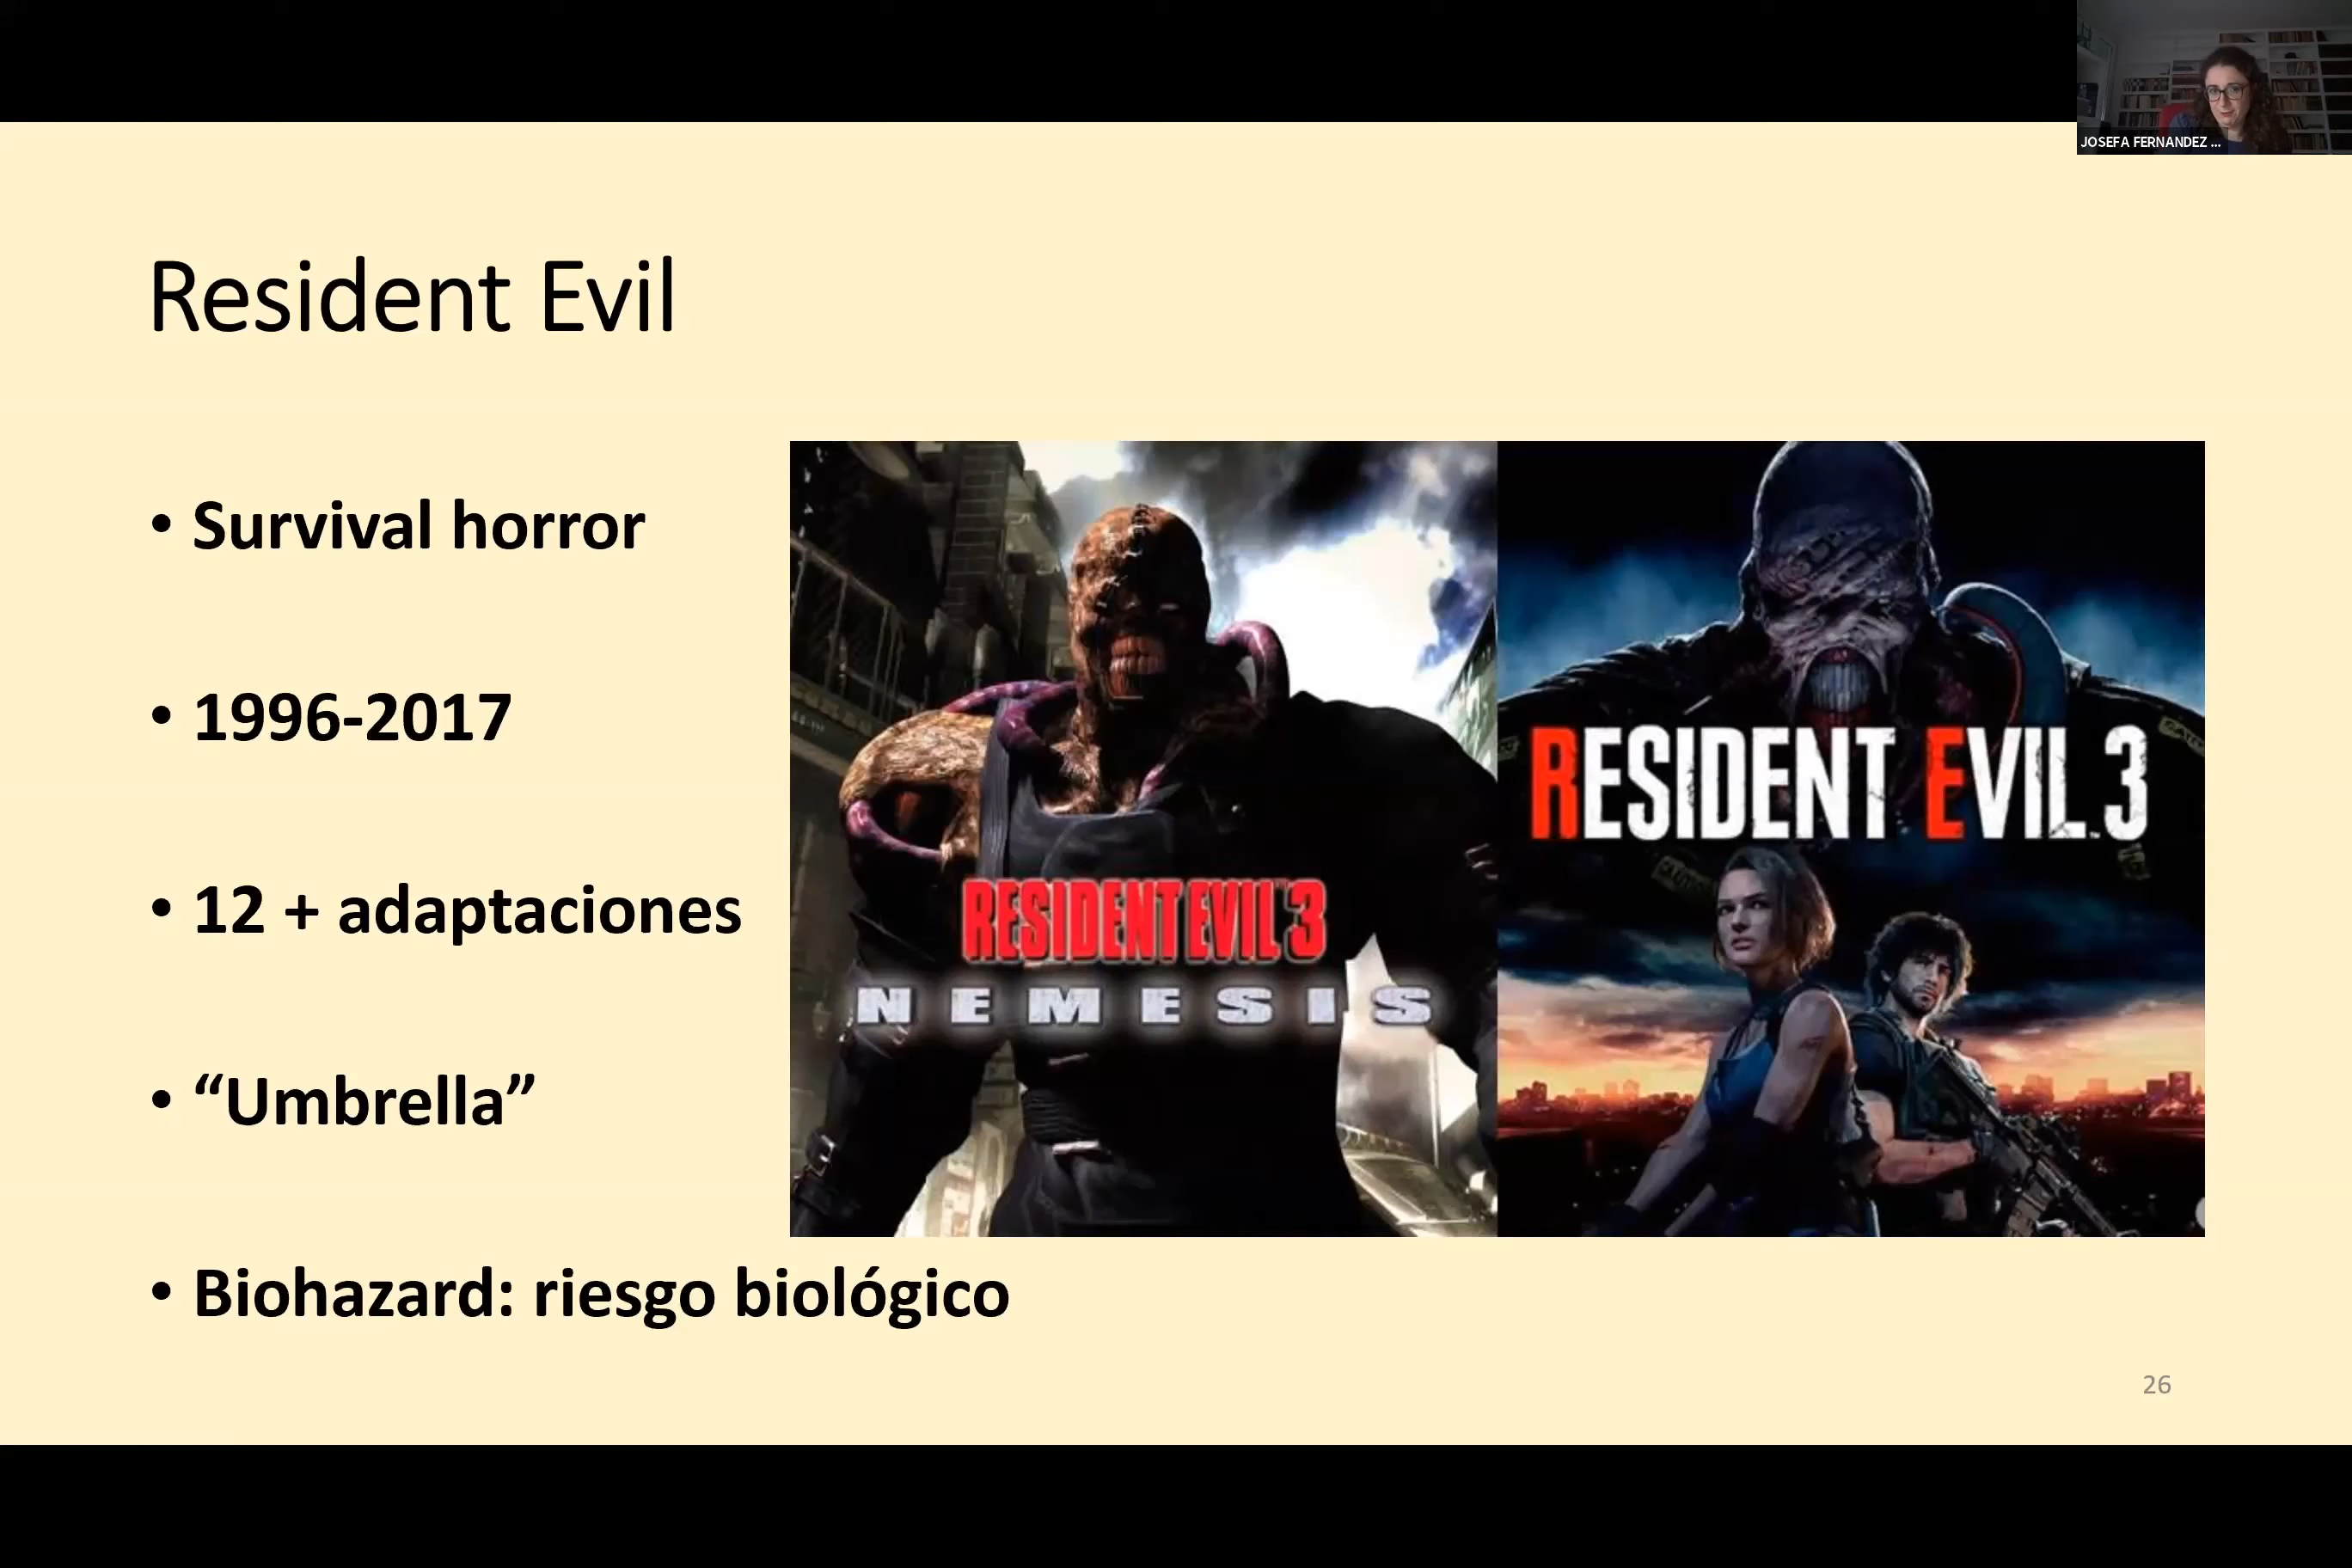 JOSEFA FERNANDEZ ...
Resident Evil
• Survival horror
• 1996-2017
• 12 + adaptaciones
• “Umbrella”
• Biohazard: riesgo biológico
RESIDENT EVIL 3
NEMESIS
RESIDENT EVIL 3
26